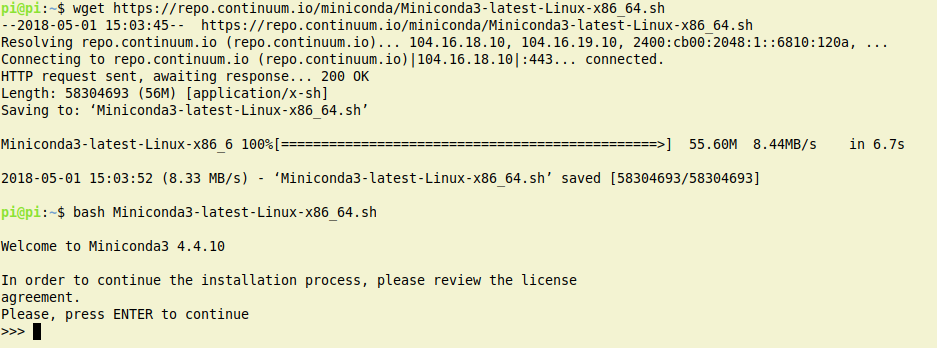 pi@pi:~$ wget https://repo.continuum.io/miniconda/Miniconda3-latest-Linux-x86_64.sh
--2018-05-01 15:03:45--  https://repo.continuum.io/miniconda/Miniconda3-latest-Linux-x86_64.sh
Resolving repo.continuum.io (repo.continuum.io)... 104.16.18.10, 104.16.19.10, 2400:cb00:2048:1::6810:120a, ...
Connecting to repo.continuum.io (repo.continuum.io)|104.16.18.10|:443... connected.
HTTP request sent, awaiting response... 200 OK
Length: 58304693 (56M) [application/x-sh]
Saving to: ‘Miniconda3-latest-Linux-x86_64.sh’
Miniconda3-latest-Linux-x86_6 100%[===============================================>]  55.60M  8.44MB/s    in 6.7s
2018-05-01 15:03:52 (8.33 MB/s) - ‘Miniconda3-latest-Linux-x86_64.sh’ saved [58304693/58304693]
pi@pi:~$ bash Miniconda3-latest-Linux-x86_64.sh
Welcome to Miniconda3 4.4.10
In order to continue the installation process, please review the license
agreement.
Please, press ENTER to continue
>>>